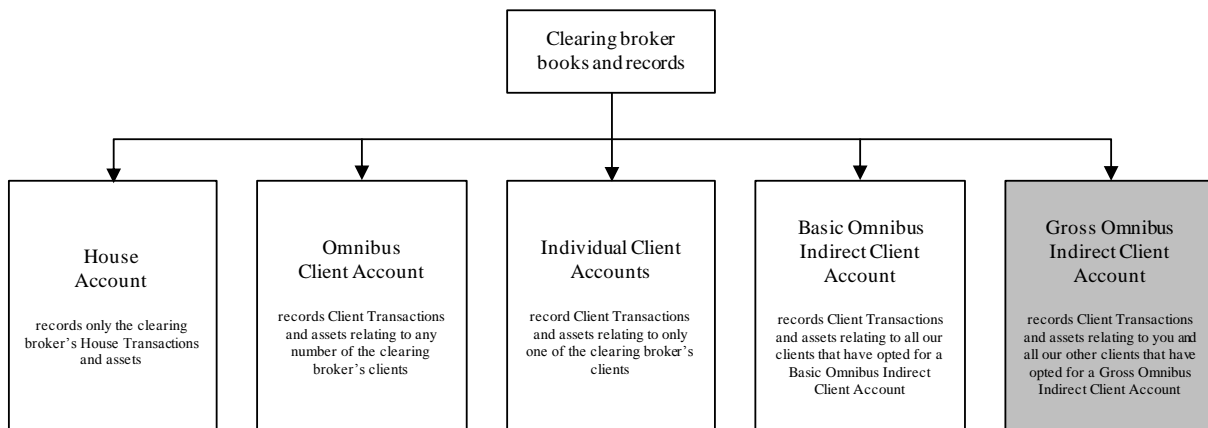 Clearing broker
books and records
House
Account
records only the clearing
broker's House Transactions
and assets
Omnibus
Client Account
records Client Transactions
and assets relating to any
number of the clearing
broker's clients
Individual Client
Accounts
record Client Transactions
and assets relating to only
one of the clearing broker's
clients
Basic Omnibus
Indirect Client
Account
records Client Transactions
and assets relating to all our
clients that have opted for a
Basic Omnibus Indirect
Client Account
Gross Omnibus
Indirect Client
Account
records Client Transactions
and assets relating to you and
all our other clients that have
opted for a Gross Omnibus
Indirect Client Account